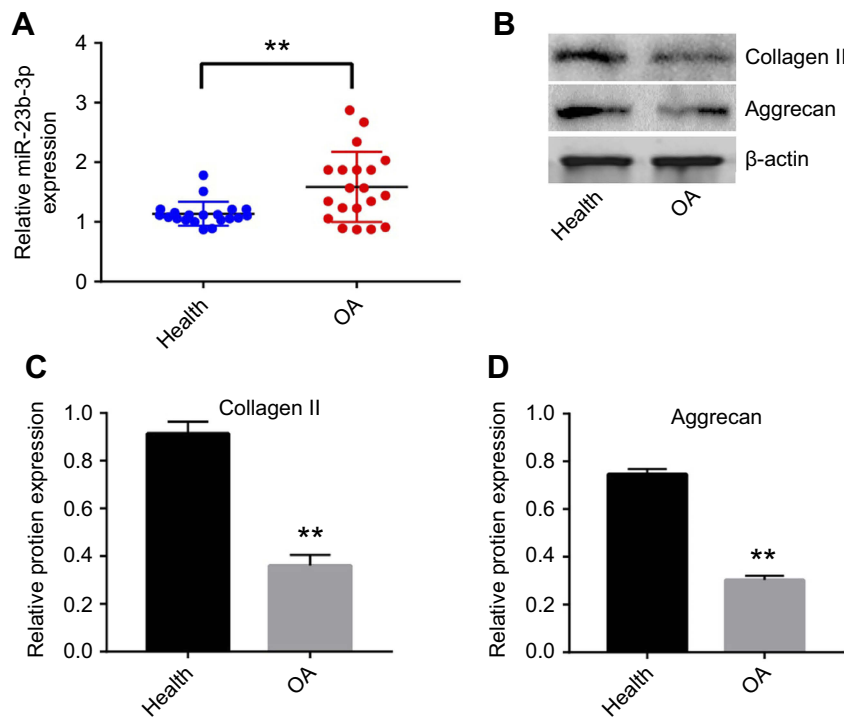 A
Relative miR-23b-3p
expression
4
3
2
1
0
**
Health
OA
B
Collagen II
Aggrecan
β-actin
Health
OA
C
Relative protien expression
1.0
0.8
0.6
0.4
0.2
0.0
Collagen II
**
Health
OA
D
Relative protien expression
1.0
0.8
0.6
0.4
0.2
0.0
Aggrecan
**
Health
OA